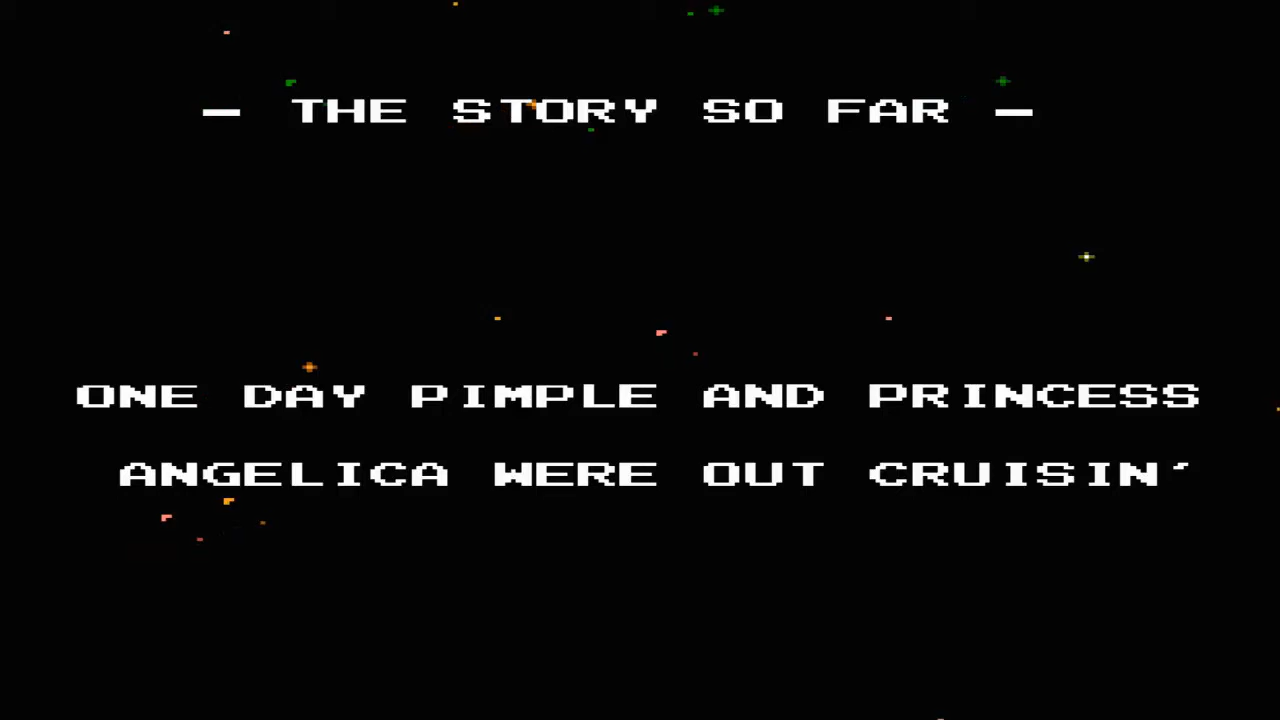 - THE STORY SO FAR -
ONE DAY PIMPLE AND PRINCESS
ANGELICA WERE OUT CRUISIN'